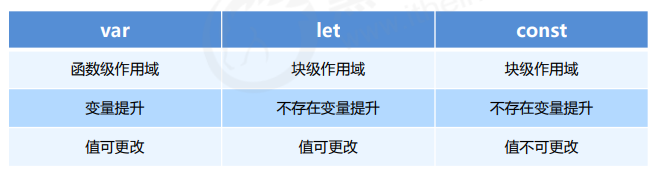 var let const
函数级作用域 块级作用域 块级作用域
变量提升 不存在变量提升 不存在变量提升
值可更改 值可更改 值不可更改